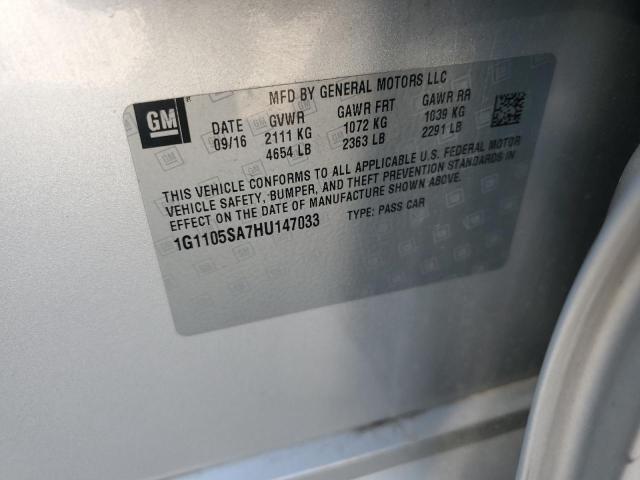 MFD BY GENERAL MOTORS LLC
GM
DATE GVWR GAWR FRT GAWR RR
09/16 2111 KG 1072 KG 1039 KG
4654 LB 2363 LB 2291 LB
THIS VEHICLE CONFORMS TO ALL APPLICABLE U.S. FEDERAL MOTOR
VEHICLE SAFETY, BUMPER, AND THEFT PREVENTION STANDARDS IN
EFFECT ON THE DATE OF MANUFACTURE SHOWN ABOVE.
1G1105SA7HU147033 TYPE: PASS CAR